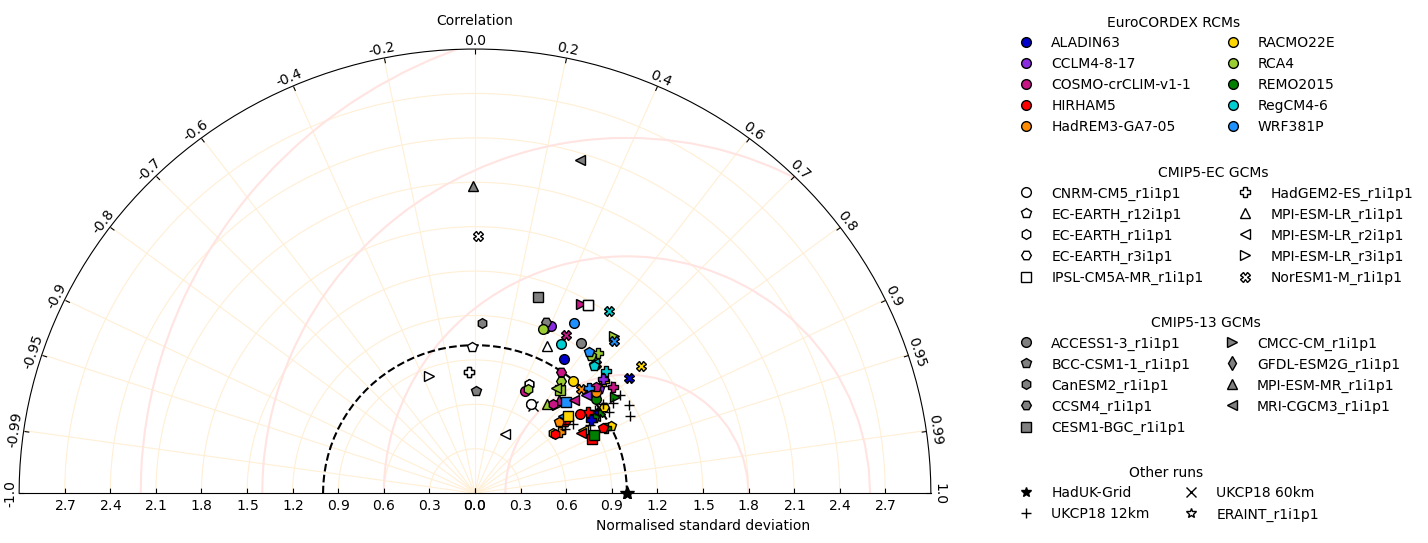 Correlation
0.0
-0.2
0.2
-0.4
0.4
-0.6
0.6
-0.7
0.7
-0.8
0.8
-0.9
0.9
-0.95
0.95
-0.99
0.99
-1.0
1.0
2.7 2.4 2.1 1.8 1.5 1.2 0.9 0.6 0.3 0.0 0.3 0.6 0.9 1.2 1.5 1.8 2.1 2.4 2.7
Normalised standard deviation
EuroCORDEX RCMs
ALADIN63 RACMO22E
CCLM4-8-17 RCA4
COSMO-crCLIM-v1-1 REMO2015
HIRHAM5 RegCM4-6
HadREM3-GA7-05 WRF381P
CMIP5-EC GCMs
CNRM-CM5_r1i1p1 HadGEM2-ES_r1i1p1
EC-EARTH_r12i1p1 MPI-ESM-LR_r1i1p1
EC-EARTH_r1i1p1 MPI-ESM-LR_r2i1p1
EC-EARTH_r3i1p1 MPI-ESM-LR_r3i1p1
IPSL-CM5A-MR_r1i1p1 NorESM1-M_r1i1p1
CMIP5-13 GCMs
ACCESS1-3_r1i1p1 CMCC-CM_r1i1p1
BCC-CSM1-1_r1i1p1 GFDL-ESM2G_r1i1p1
CanESM2_r1i1p1 MPI-ESM-MR_r1i1p1
CCSM4_r1i1p1 MRI-CGCM3_r1i1p1
CESM1-BGC_r1i1p1
Other runs
HadUK-Grid UKCP18 60km
UKCP18 12km ERAINT_r1i1p1